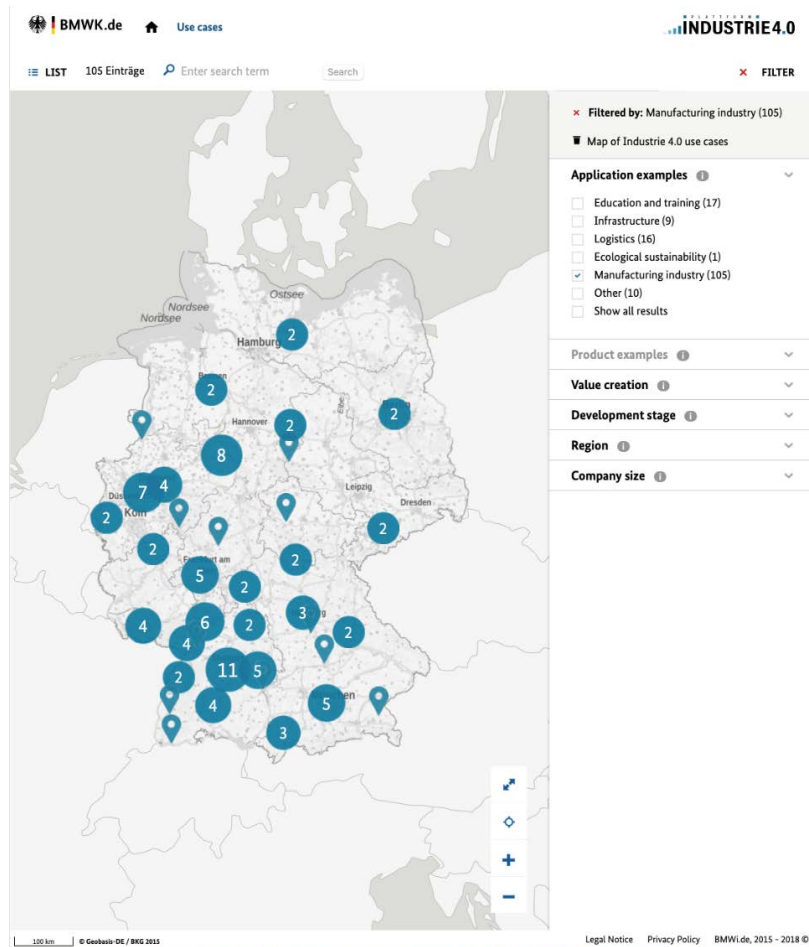 BMWK.de
Use cases
PLATTFORM
INDUSTRIE4.0
LIST
105 Einträge
Enter search term
Search
FILTER
Filtered by: Manufacturing industry (105)
Map of Industrie 4.0 use cases
Application examples
Education and training (17)
Infrastructure (9)
Logistics (16)
Ecological sustainability (1)
Manufacturing industry (105)
Other (10)
Show all results
Product examples
Value creation
Development stage
Region
Company size
Ostsee
Nordsee
Nordsee
Hamburg
2
2
2
Hannover
2
Elbe
8
4
7
Leipzig
Dresden
2
Köln
2
2
2
5
2
3
4
6
2
2
4
11
5
2
4
5
3
100 km
© Geobasis-DE / BKG 2015
Legal Notice
Privacy Policy
BMWi.de, 2015 - 2018 ©